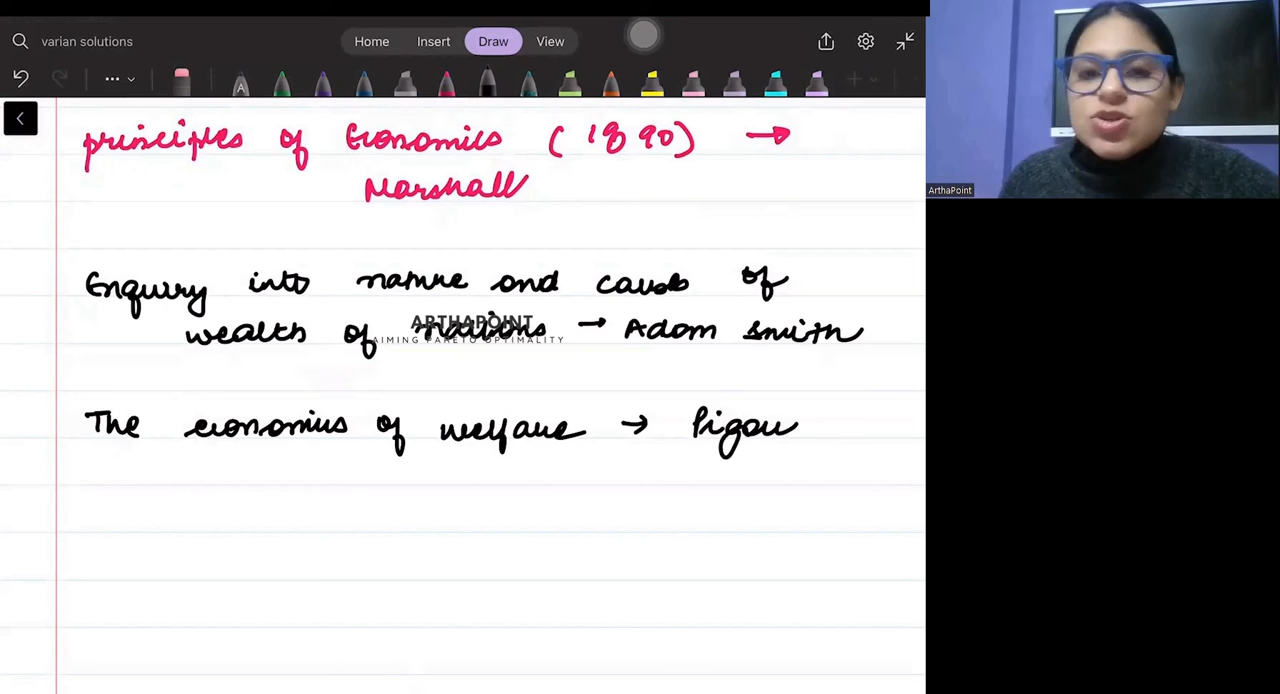 varian solutions
Home Insert Draw View
A
principles of Economics (1890) →
Marshall
Enquiry into nature and causes of
wealth of nations → Adam Smith
ARTHAPOINT
AIMING PARETO OPTIMALITY
The economics of welfare → Pigou
ArthaPoint